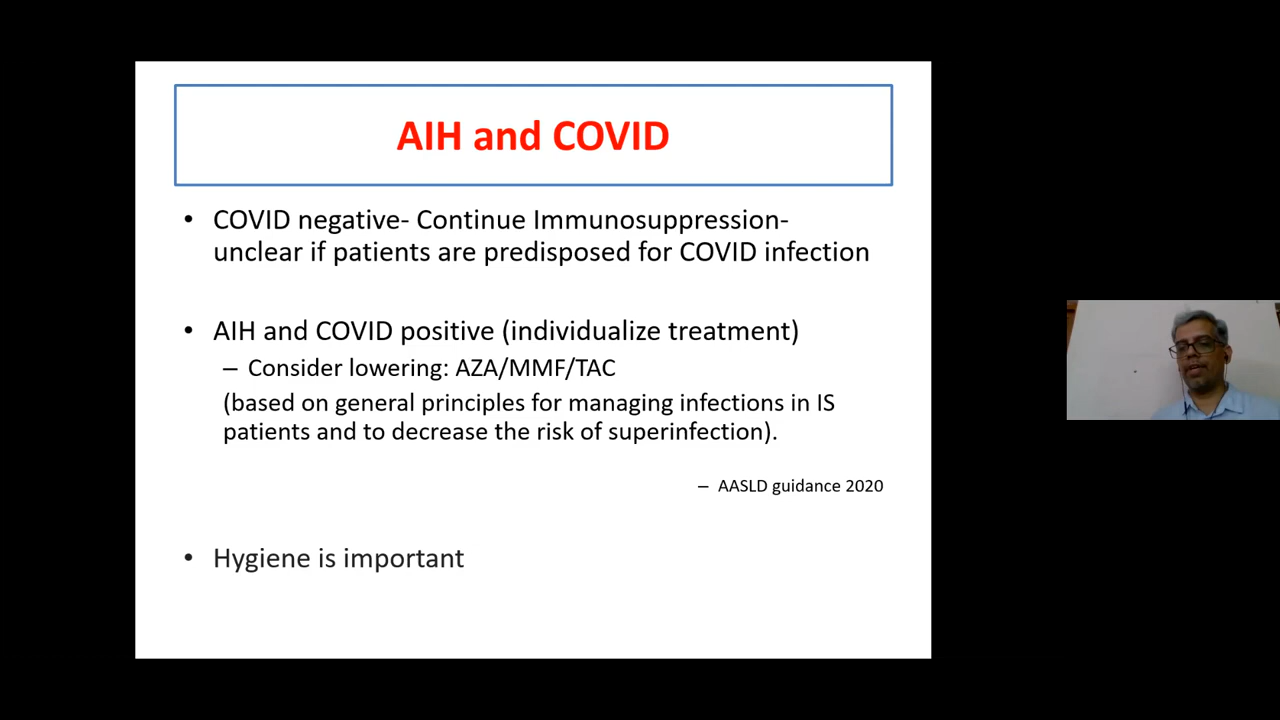 AIH and COVID
• COVID negative- Continue Immunosuppression-
unclear if patients are predisposed for COVID infection
• AIH and COVID positive (individualize treatment)
– Consider lowering: AZA/MMF/TAC
(based on general principles for managing infections in IS
patients and to decrease the risk of superinfection).
– AASLD guidance 2020
• Hygiene is important